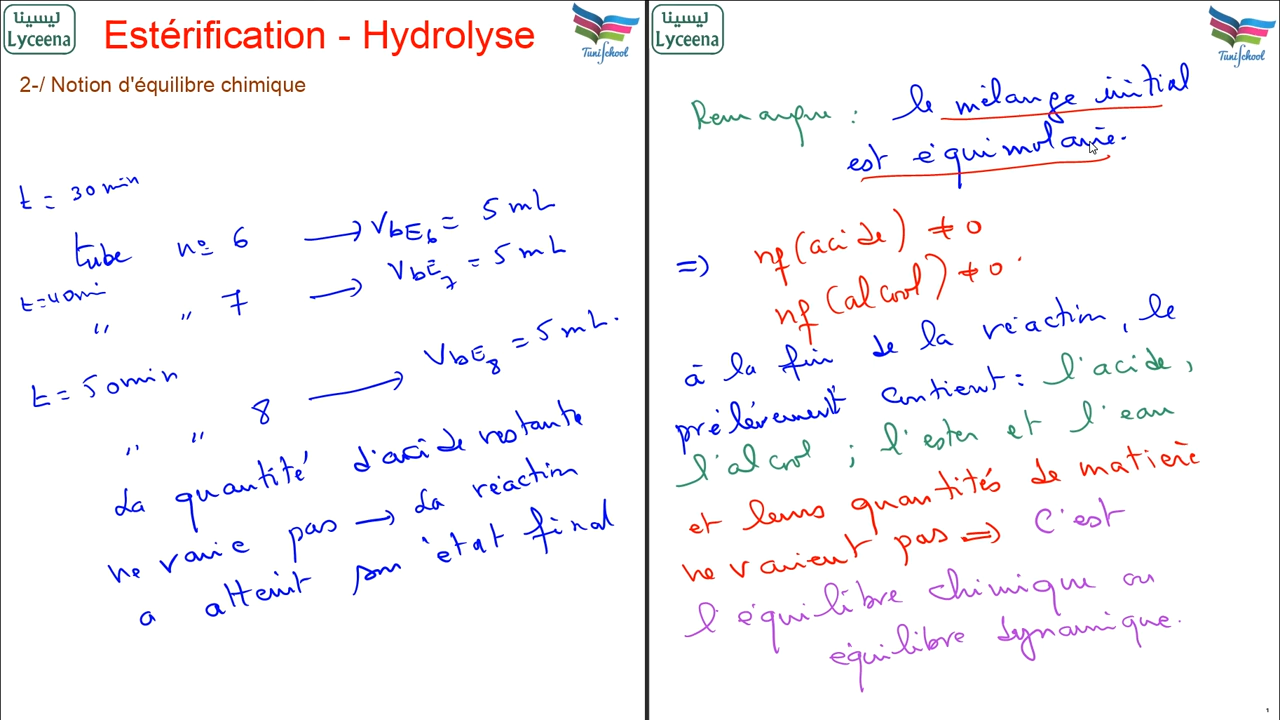 ليسينا
Lyceena
Estérification - Hydrolyse
TuniSchool
2-/ Notion d'équilibre chimique
t = 30 min
tube n° 6 → VbE6 = 5 mL
t=40mi
" " 7 → VbE7 = 5 mL
t = 50 min
" " 8 → VbE8 = 5 mL.
La quantité d'acide restante
ne varie pas → La réaction
a atteint son état final
ليسينا
Lyceena
TuniSchool
Remarque : le mélange initial
est équimolaire.
=> nf (acide) ≠ 0
nf (alcool) ≠ 0.
à la fin de la réaction, le
prélèvement contient : l'acide,
l'alcool ; l'ester et l'eau
et leurs quantités de matière
ne varient pas => C'est
l'équilibre chimique ou
équilibre dynamique.
1